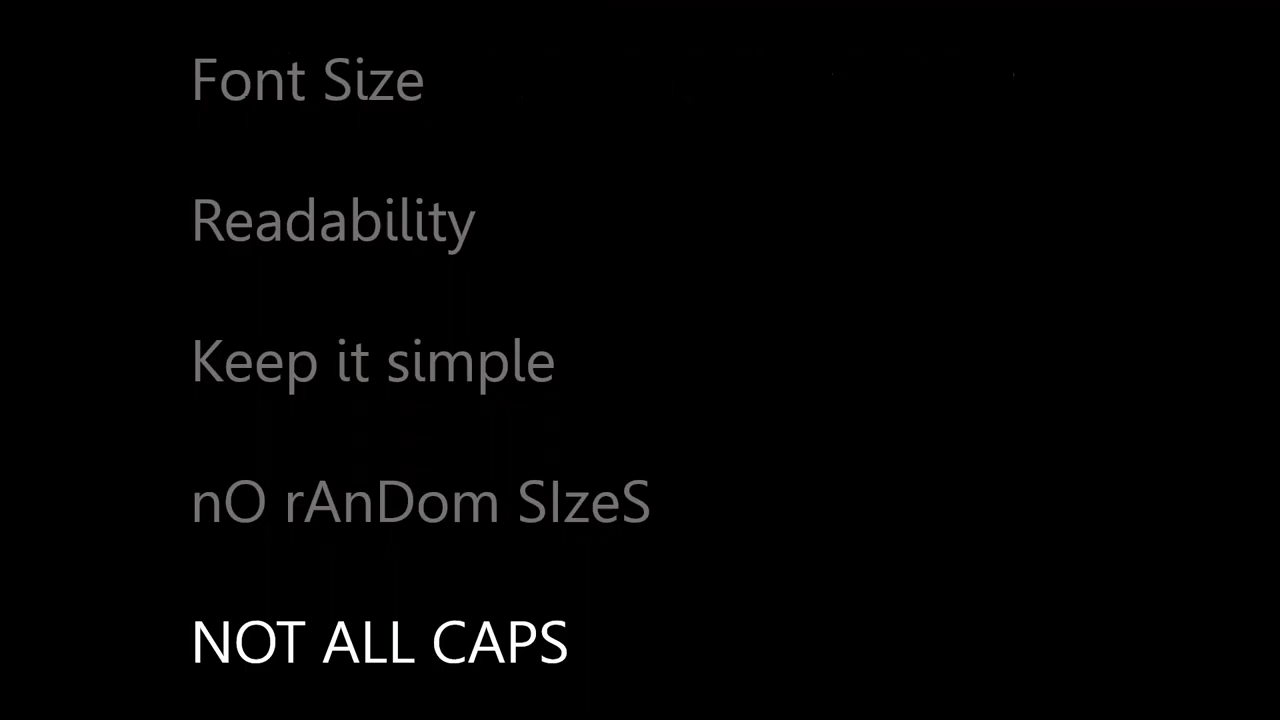 Font Size
Readability
Keep it simple
nO rAnDom SIzeS
NOT ALL CAPS